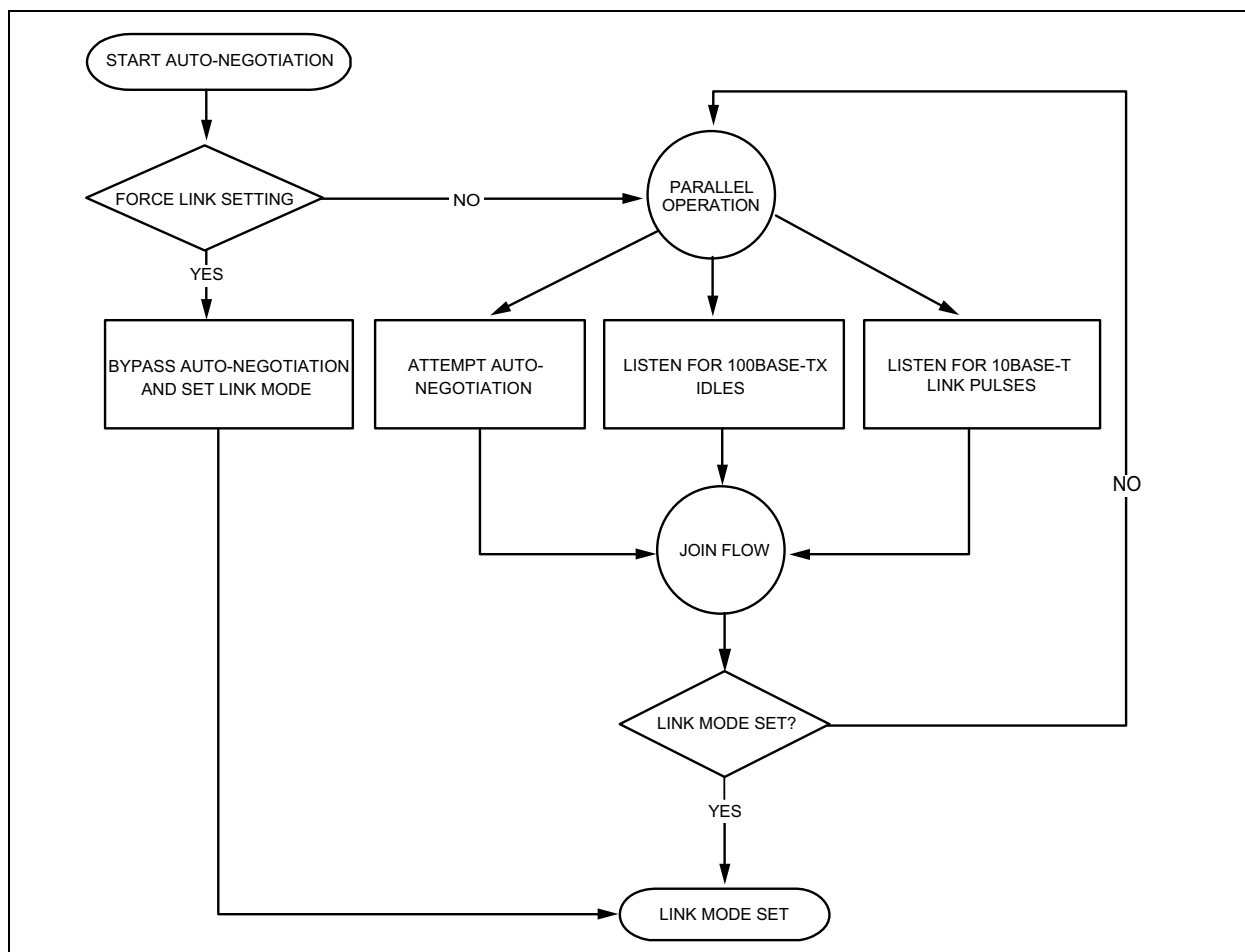 START AUTO-NEGOTIATION
FORCE LINK SETTING
NO
PARALLEL
OPERATION
YES
BYPASS AUTO-NEGOTIATION
AND SET LINK MODE
ATTEMPT AUTO-
NEGOTIATION
LISTEN FOR 100BASE-TX
IDLES
LISTEN FOR 10BASE-T
LINK PULSES
NO
JOIN FLOW
LINK MODE SET?
YES
LINK MODE SET